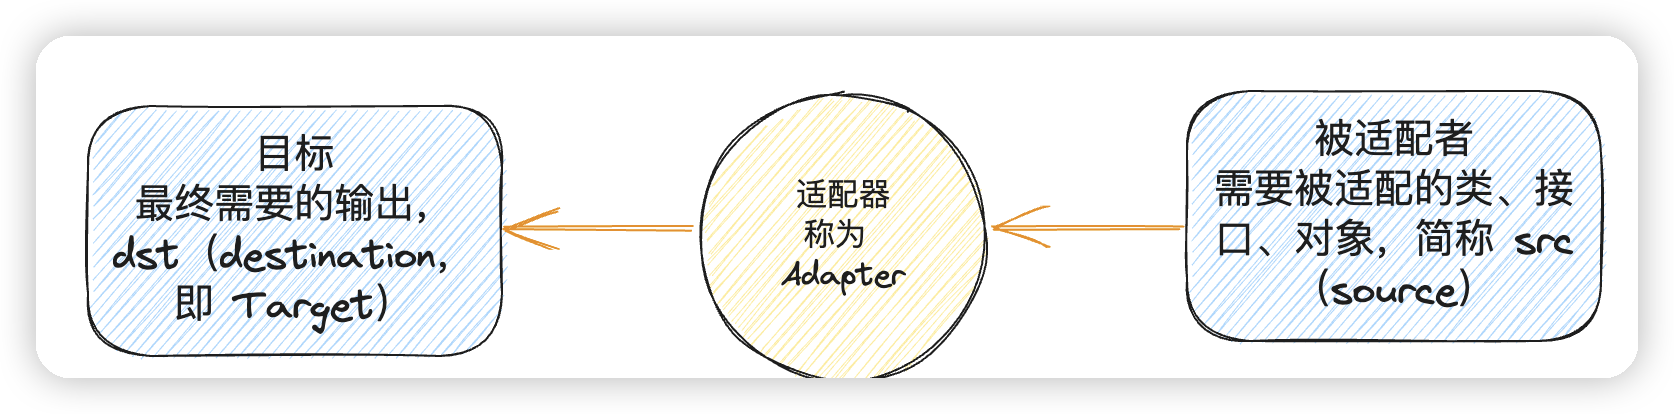 目标
最终需要的输出，
dst（destination，
即 Target）
适配器
称为
Adapter
被适配者
需要被适配的类、接
口、对象，简称 src
（source）